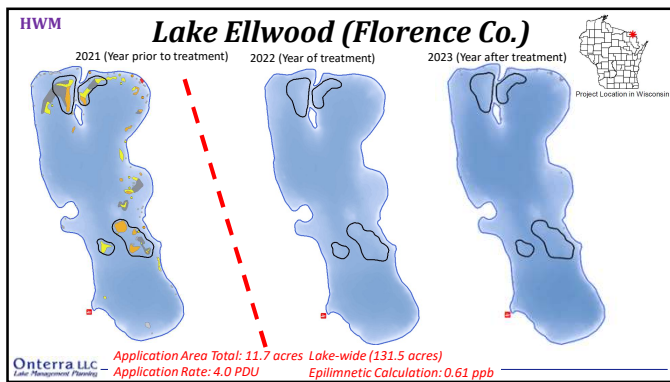 HWM
Lake Ellwood (Florence Co.)
2021 (Year prior to treatment)
2022 (Year of treatment)
2023 (Year after treatment)
Project Location in Wisconsin
Onterra LLC
Lake Management Planning
Application Area Total: 11.7 acres
Application Rate: 4.0 PDU
Lake-wide (131.5 acres)
Epilimnetic Calculation: 0.61 ppb